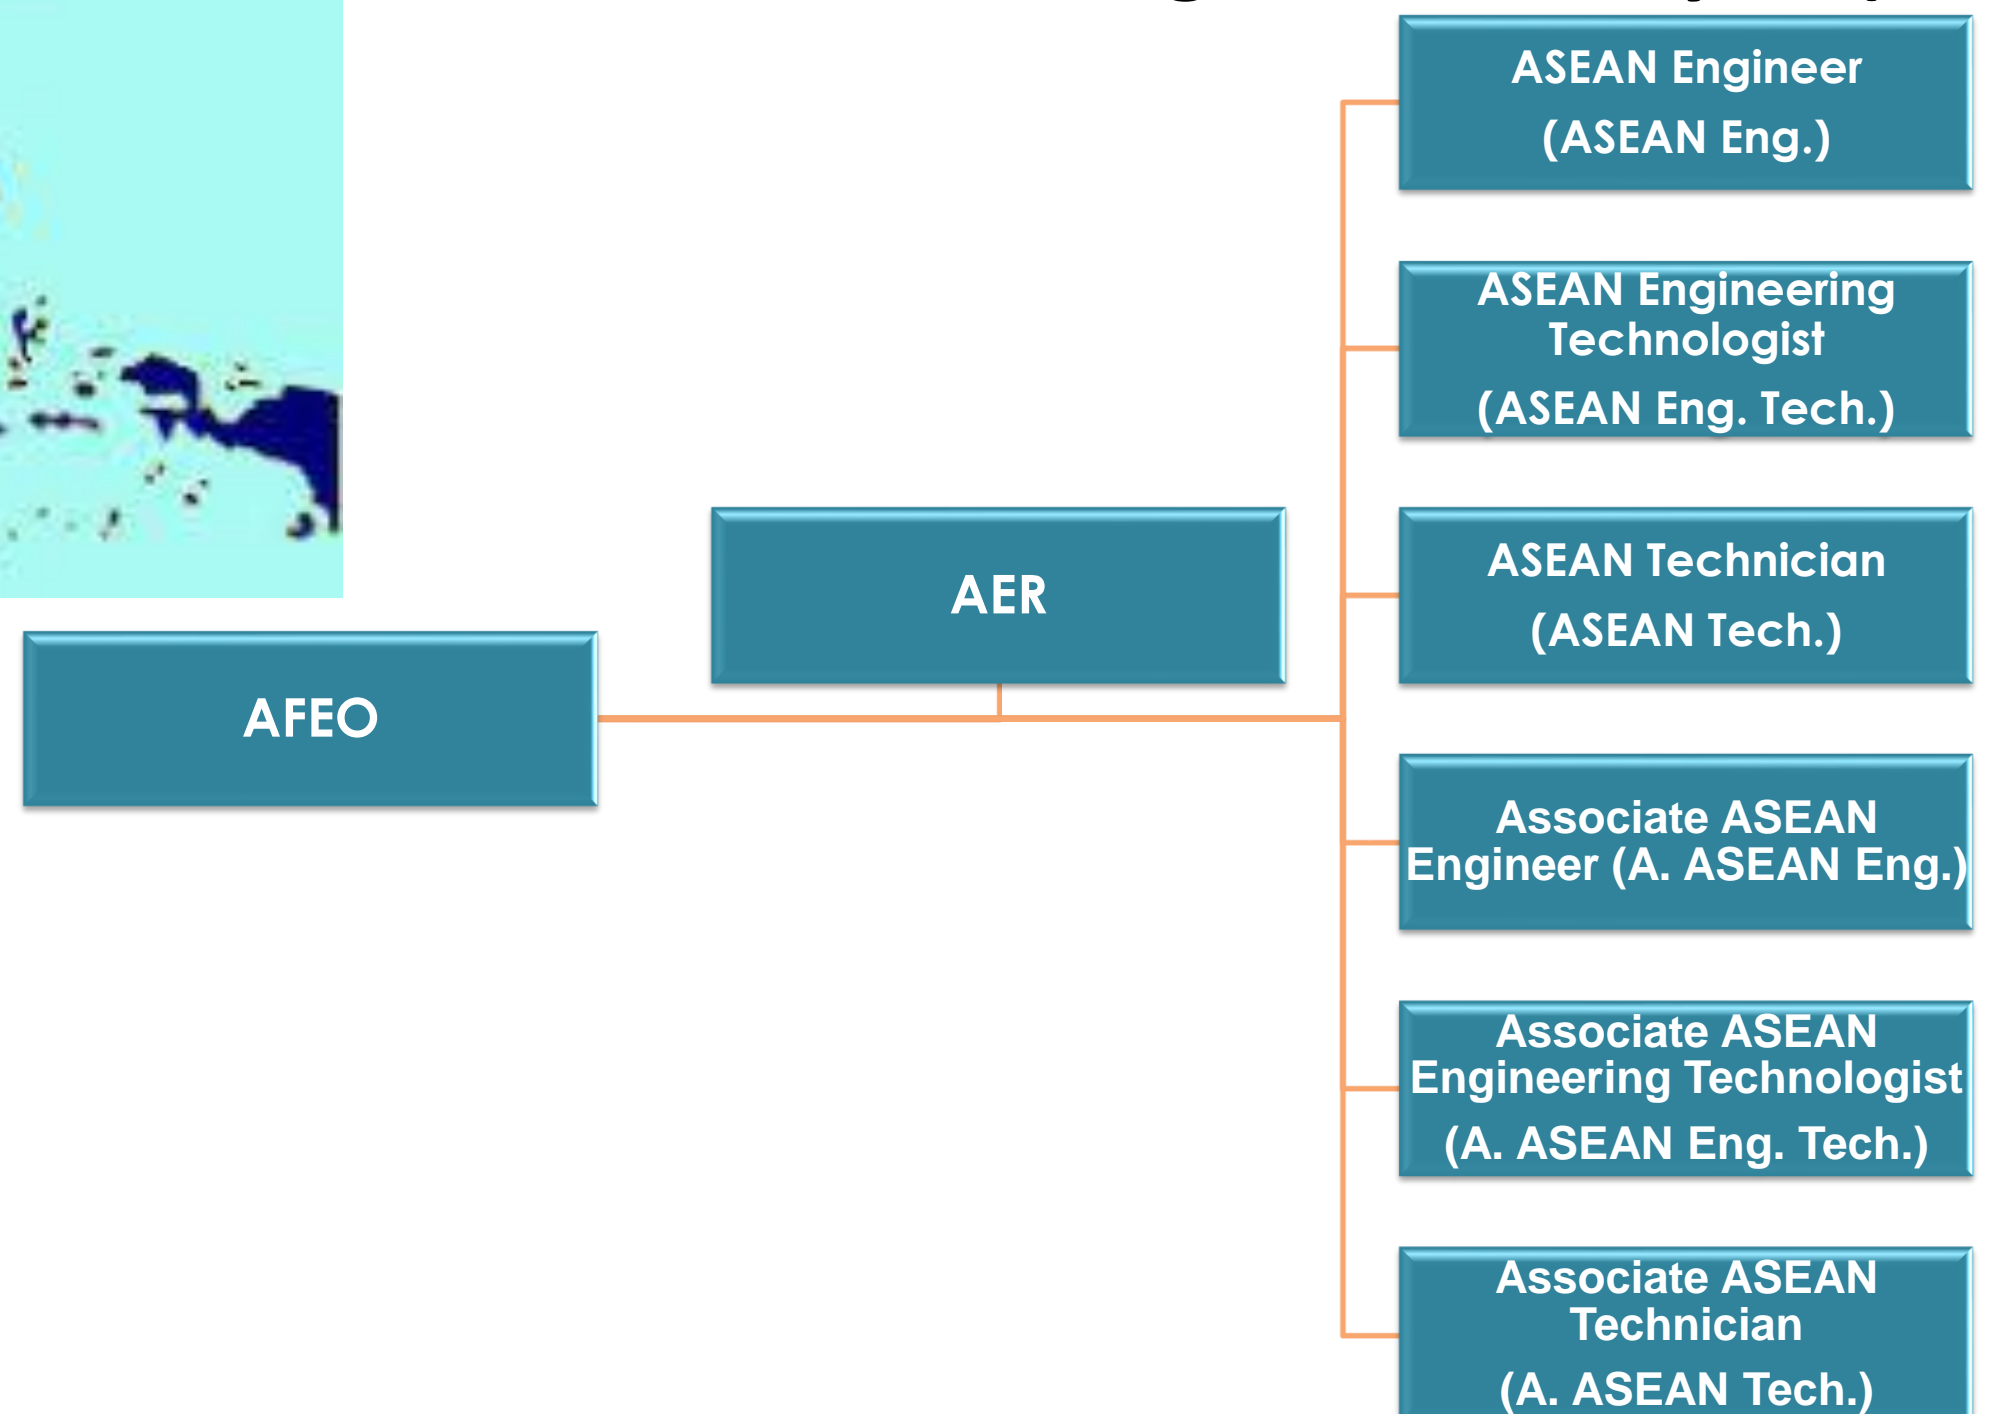 AFEO
AER
ASEAN Engineer
(ASEAN Eng.)
ASEAN Engineering
Technologist
(ASEAN Eng. Tech.)
ASEAN Technician
(ASEAN Tech.)
Associate ASEAN
Engineer (A. ASEAN Eng.)
Associate ASEAN
Engineering Technologist
(A. ASEAN Eng. Tech.)
Associate ASEAN
Technician
(A. ASEAN Tech.)